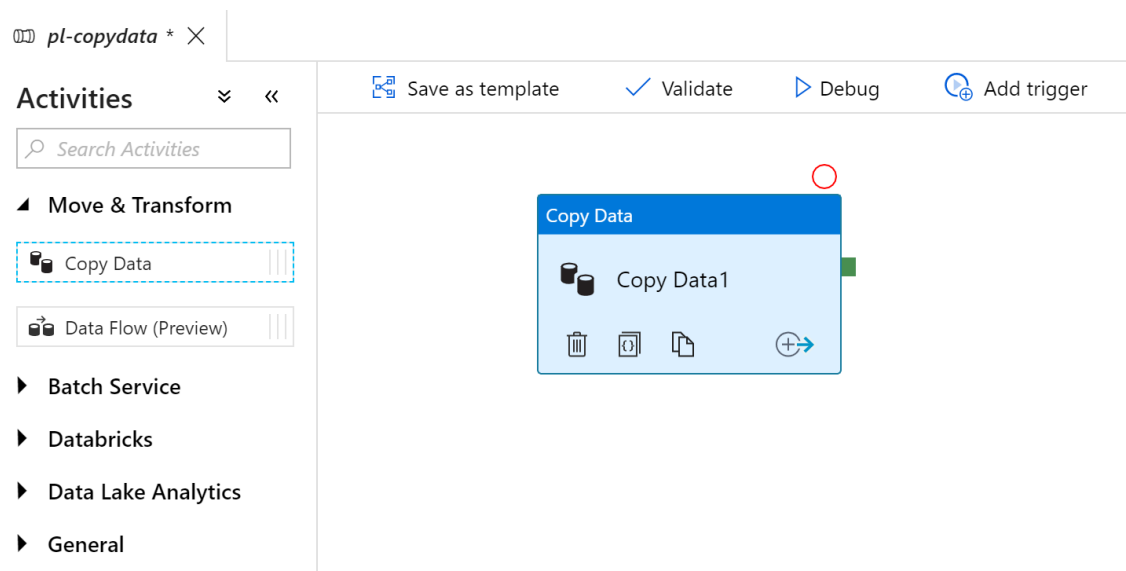 pl-copydata *
Activities
Search Activities
Move & Transform
Copy Data
Data Flow (Preview)
Batch Service
Databricks
Data Lake Analytics
General
Save as template
Validate
Debug
Add trigger
Copy Data
Copy Data1